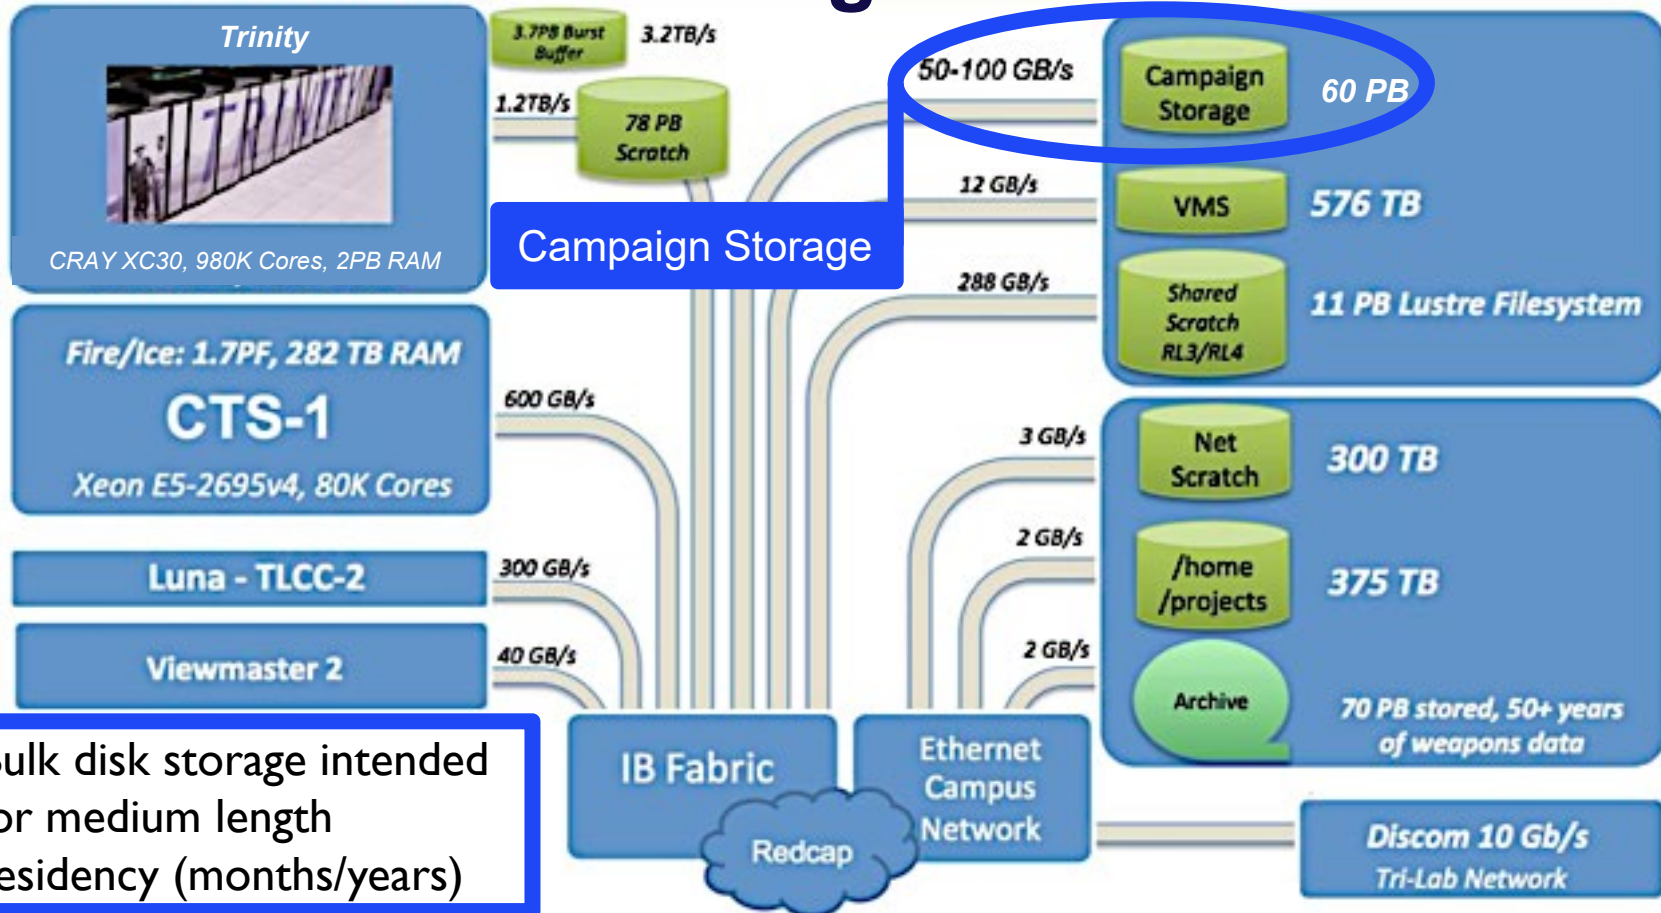 Trinity
CRAY XC30, 980K Cores, 2PB RAM
3.7PB Burst
Buffer
3.2TB/s
1.2TB/s
78 PB
Scratch
Campaign Storage
50-100 GB/s
Campaign
Storage
60 PB
12 GB/s
VMS
576 TB
288 GB/s
Shared
Scratch
RL3/RL4
11 PB Lustre Filesystem
Fire/Ice: 1.7PF, 282 TB RAM
CTS-1
Xeon E5-2695v4, 80K Cores
600 GB/s
Luna - TLCC-2
300 GB/s
Viewmaster 2
40 GB/s
3 GB/s
Net
Scratch
300 TB
2 GB/s
/home
/projects
375 TB
2 GB/s
Archive
70 PB stored, 50+ years
of weapons data
disk storage intended
medium length
(months/years)
IB Fabric
Ethernet
Campus
Network
Redcap
Discom 10 Gb/s
Tri-Lab Network